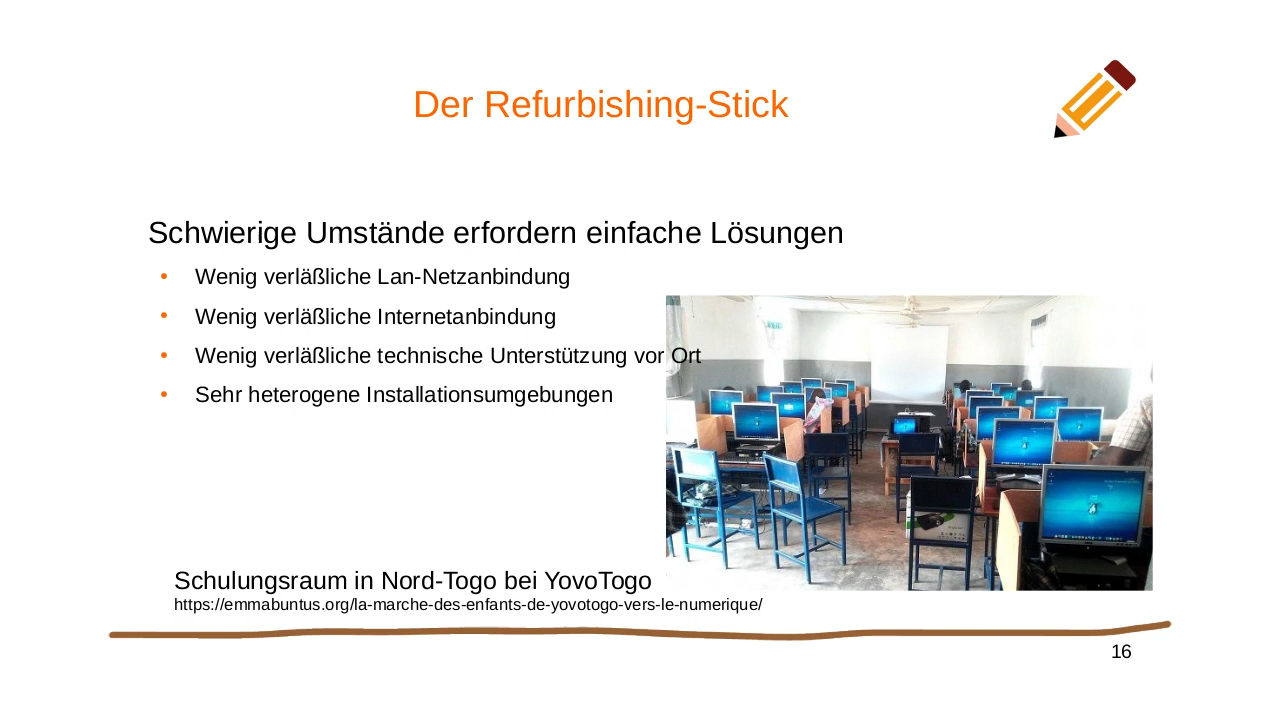 Der Refurbishing-Stick
Schwierige Umstände erfordern einfache Lösungen
• Wenig verläßliche Lan-Netzanbindung
• Wenig verläßliche Internetanbindung
• Wenig verläßliche technische Unterstützung vor Ort
• Sehr heterogene Installationsumgebungen
Schulungsraum in Nord-Togo bei YovoTogo
https://emmabuntus.org/la-marche-des-enfants-de-yovotogo-vers-le-numerique/
16